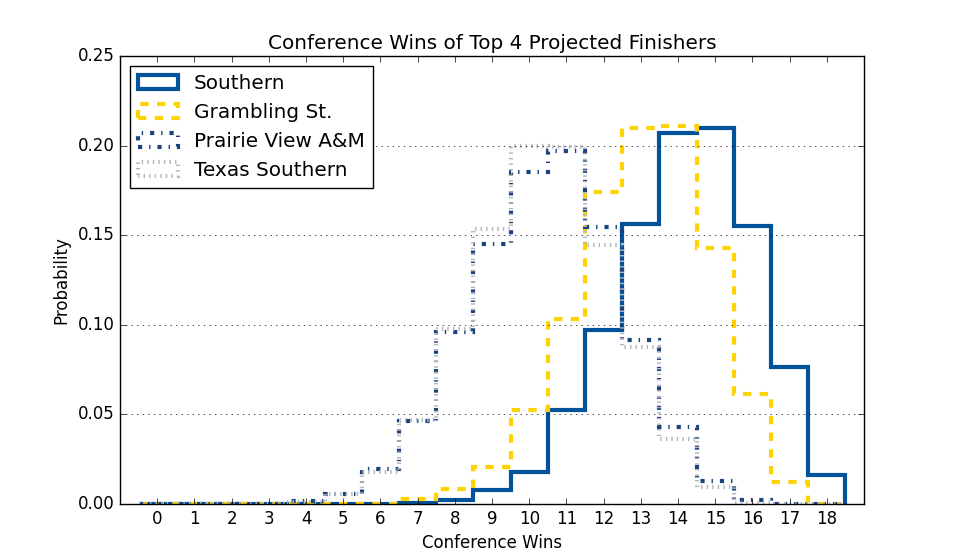 Conference Wins of Top 4 Projected Finishers
0.25
0.20
0.15
0.10
0.05
0.00
Probability
Southern
Grambling St.
Prairie View A&M
Texas Southern
0 1 2 3 4 5 6 7 8 9 10 11 12 13 14 15 16 17 18
Conference Wins